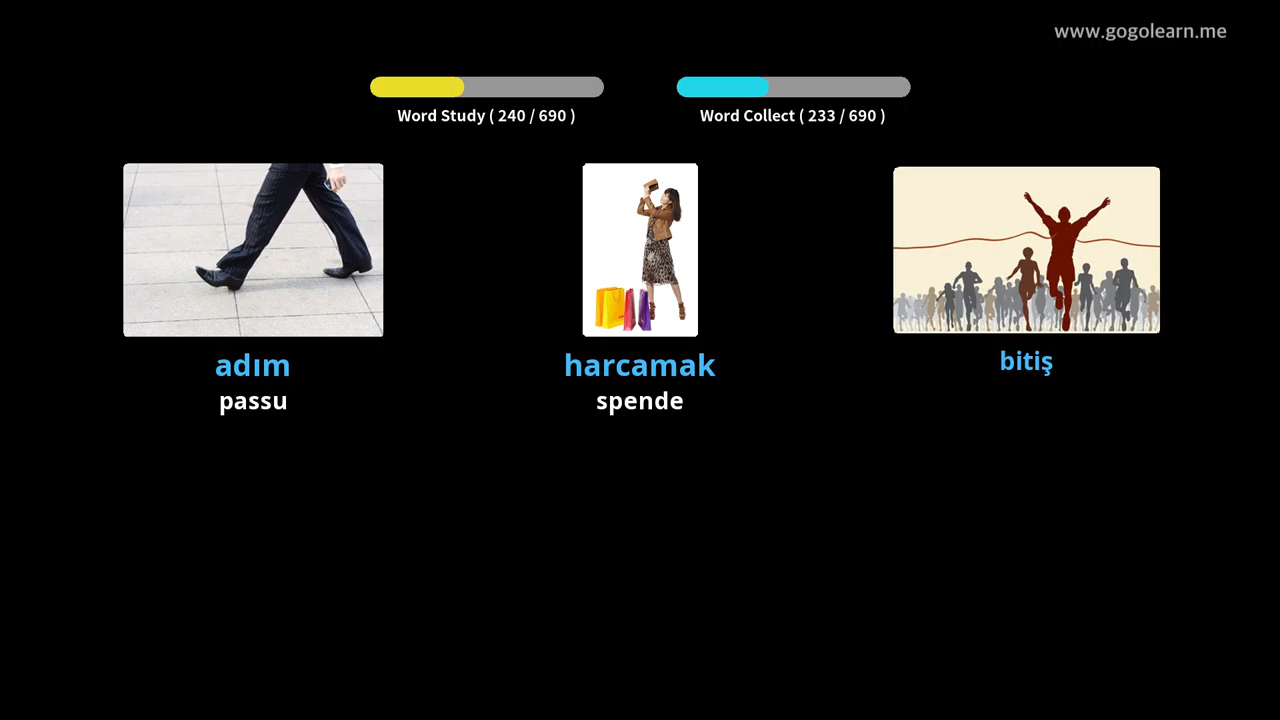 www.gogolearn.me
Word Study ( 240 / 690 )
Word Collect ( 233 / 690 )
adım
passu
harcamak
spende
bitiş